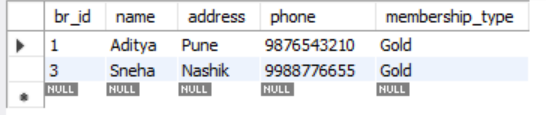 br_id name address phone membership_type
1 Aditya Pune 9876543210 Gold
3 Sneha Nashik 9988776655 Gold
NULL NULL NULL NULL NULL